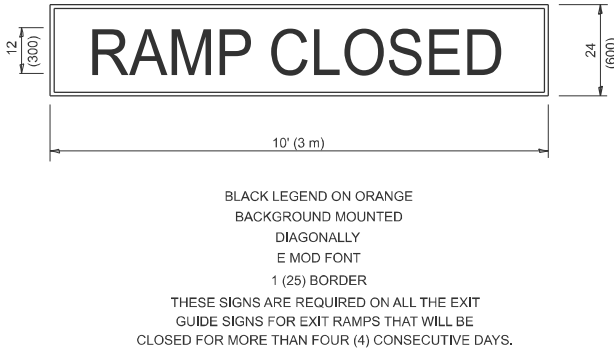 RAMP CLOSED
12
(300)
24
(600)
10' (3 m)
BLACK LEGEND ON ORANGE
BACKGROUND MOUNTED
DIAGONALLY
E MOD FONT
1 (25) BORDER
THESE SIGNS ARE REQUIRED ON ALL THE EXIT
GUIDE SIGNS FOR EXIT RAMPS THAT WILL BE
CLOSED FOR MORE THAN FOUR (4) CONSECUTIVE DAYS.